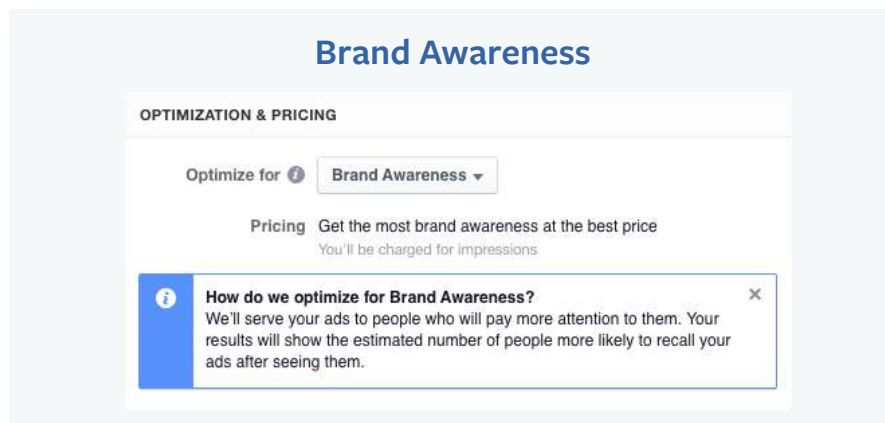 Brand Awareness
OPTIMIZATION & PRICING
Optimize for Brand Awareness
Pricing Get the most brand awareness at the best price
You'll be charged for impressions
How do we optimize for Brand Awareness?
We'll serve your ads to people who will pay more attention to them. Your
results will show the estimated number of people more likely to recall your
ads after seeing them.